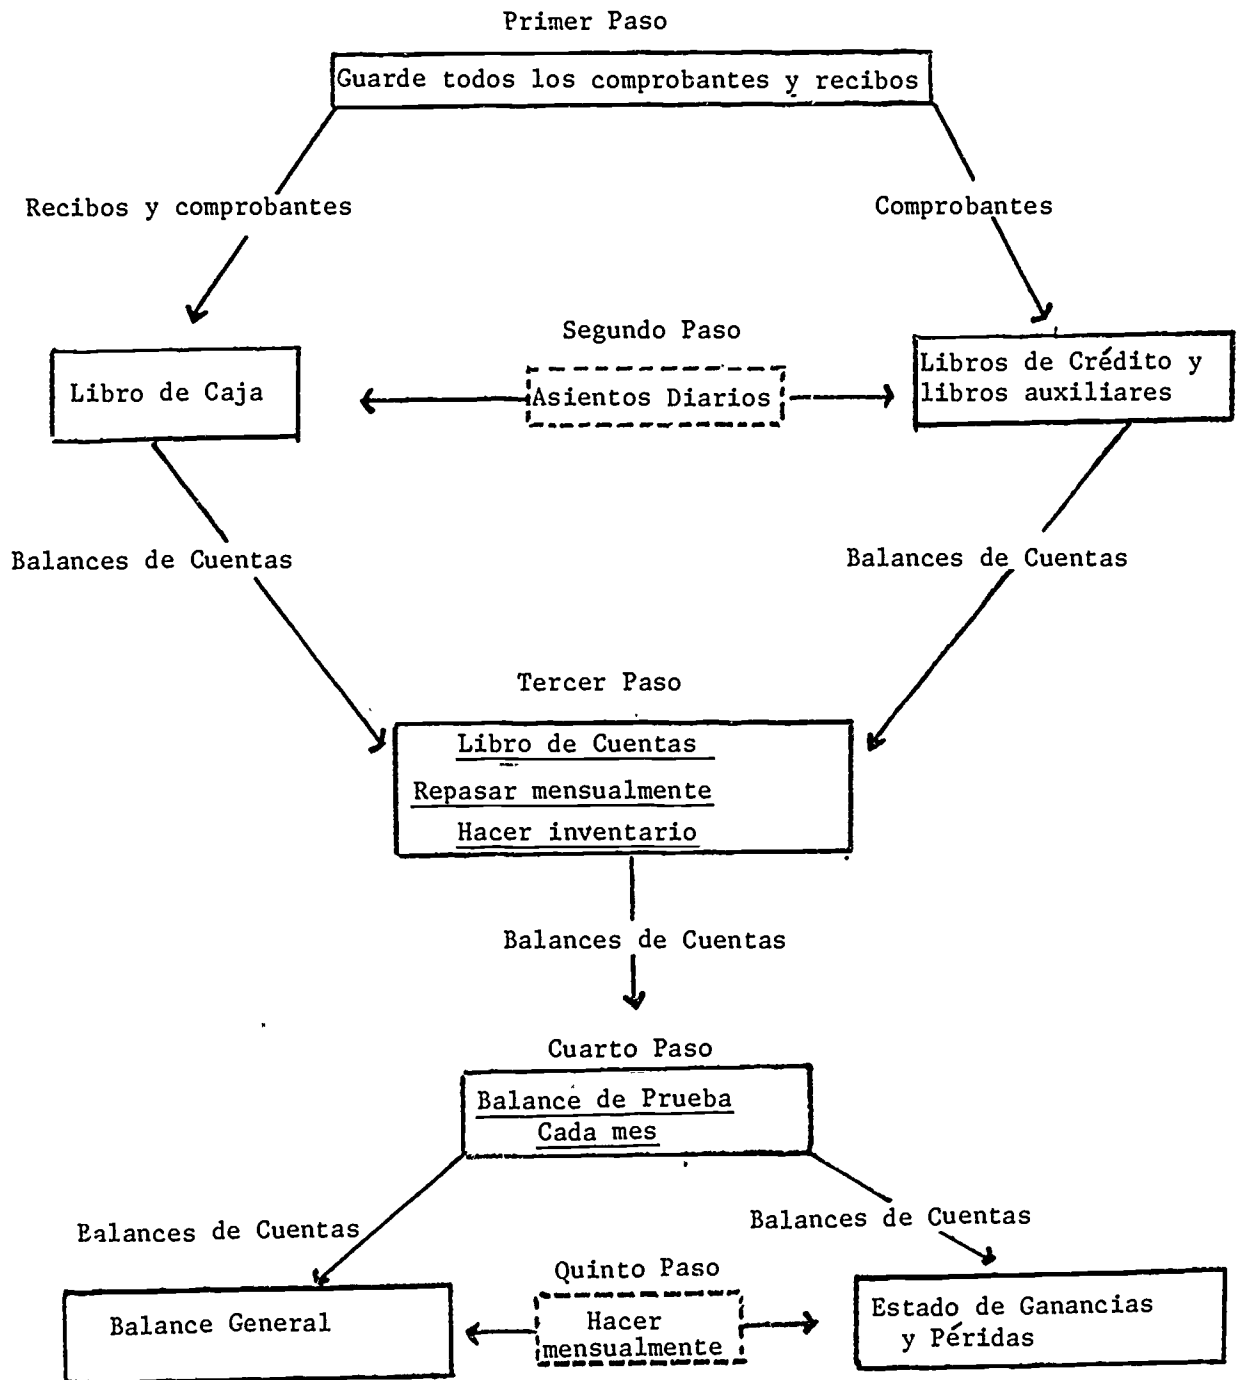 Primer Paso
Guarde todos los comprobantes y recibos
Recibos y comprobantes
Comprobantes
Segundo Paso
Libro de Caja
Asientos Diarios
Libros de Crédito y
libros auxiliares
Balances de Cuentas
Balances de Cuentas
Tercer Paso
Libro de Cuentas
Repasar mensualmente
Hacer inventario
Balances de Cuentas
Cuarto Paso
Balance de Prueba
Cada mes
Balances de Cuentas
Balances de Cuentas
Quinto Paso
Balance General
Hacer
mensualmente
Estado de Ganancias
y Péridas